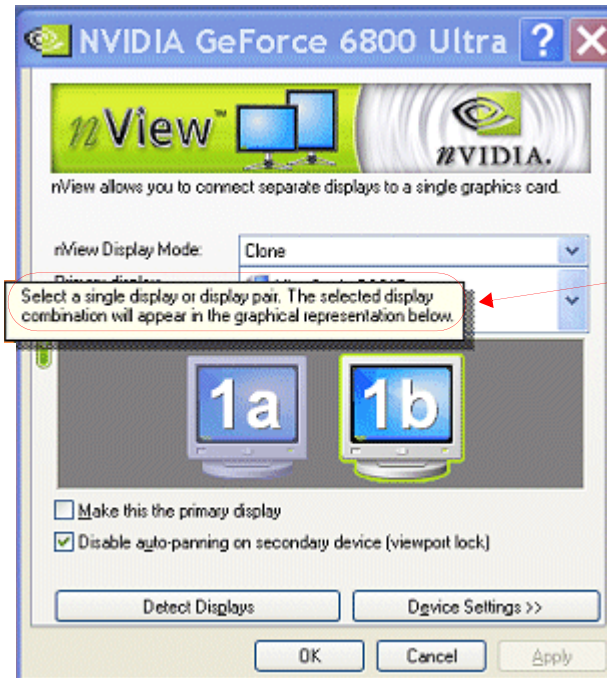 NVIDIA GeForce 6800 Ultra
nView™
nVIDIA.
nView allows you to connect separate displays to a single graphics card.
nView Display Mode: Clone
Select a single display or display pair. The selected display
combination will appear in the graphical representation below.
1a 1b
Make this the primary display
Disable auto-panning on secondary device (viewport lock)
Detect Displays Device Settings >>
OK Cancel Apply